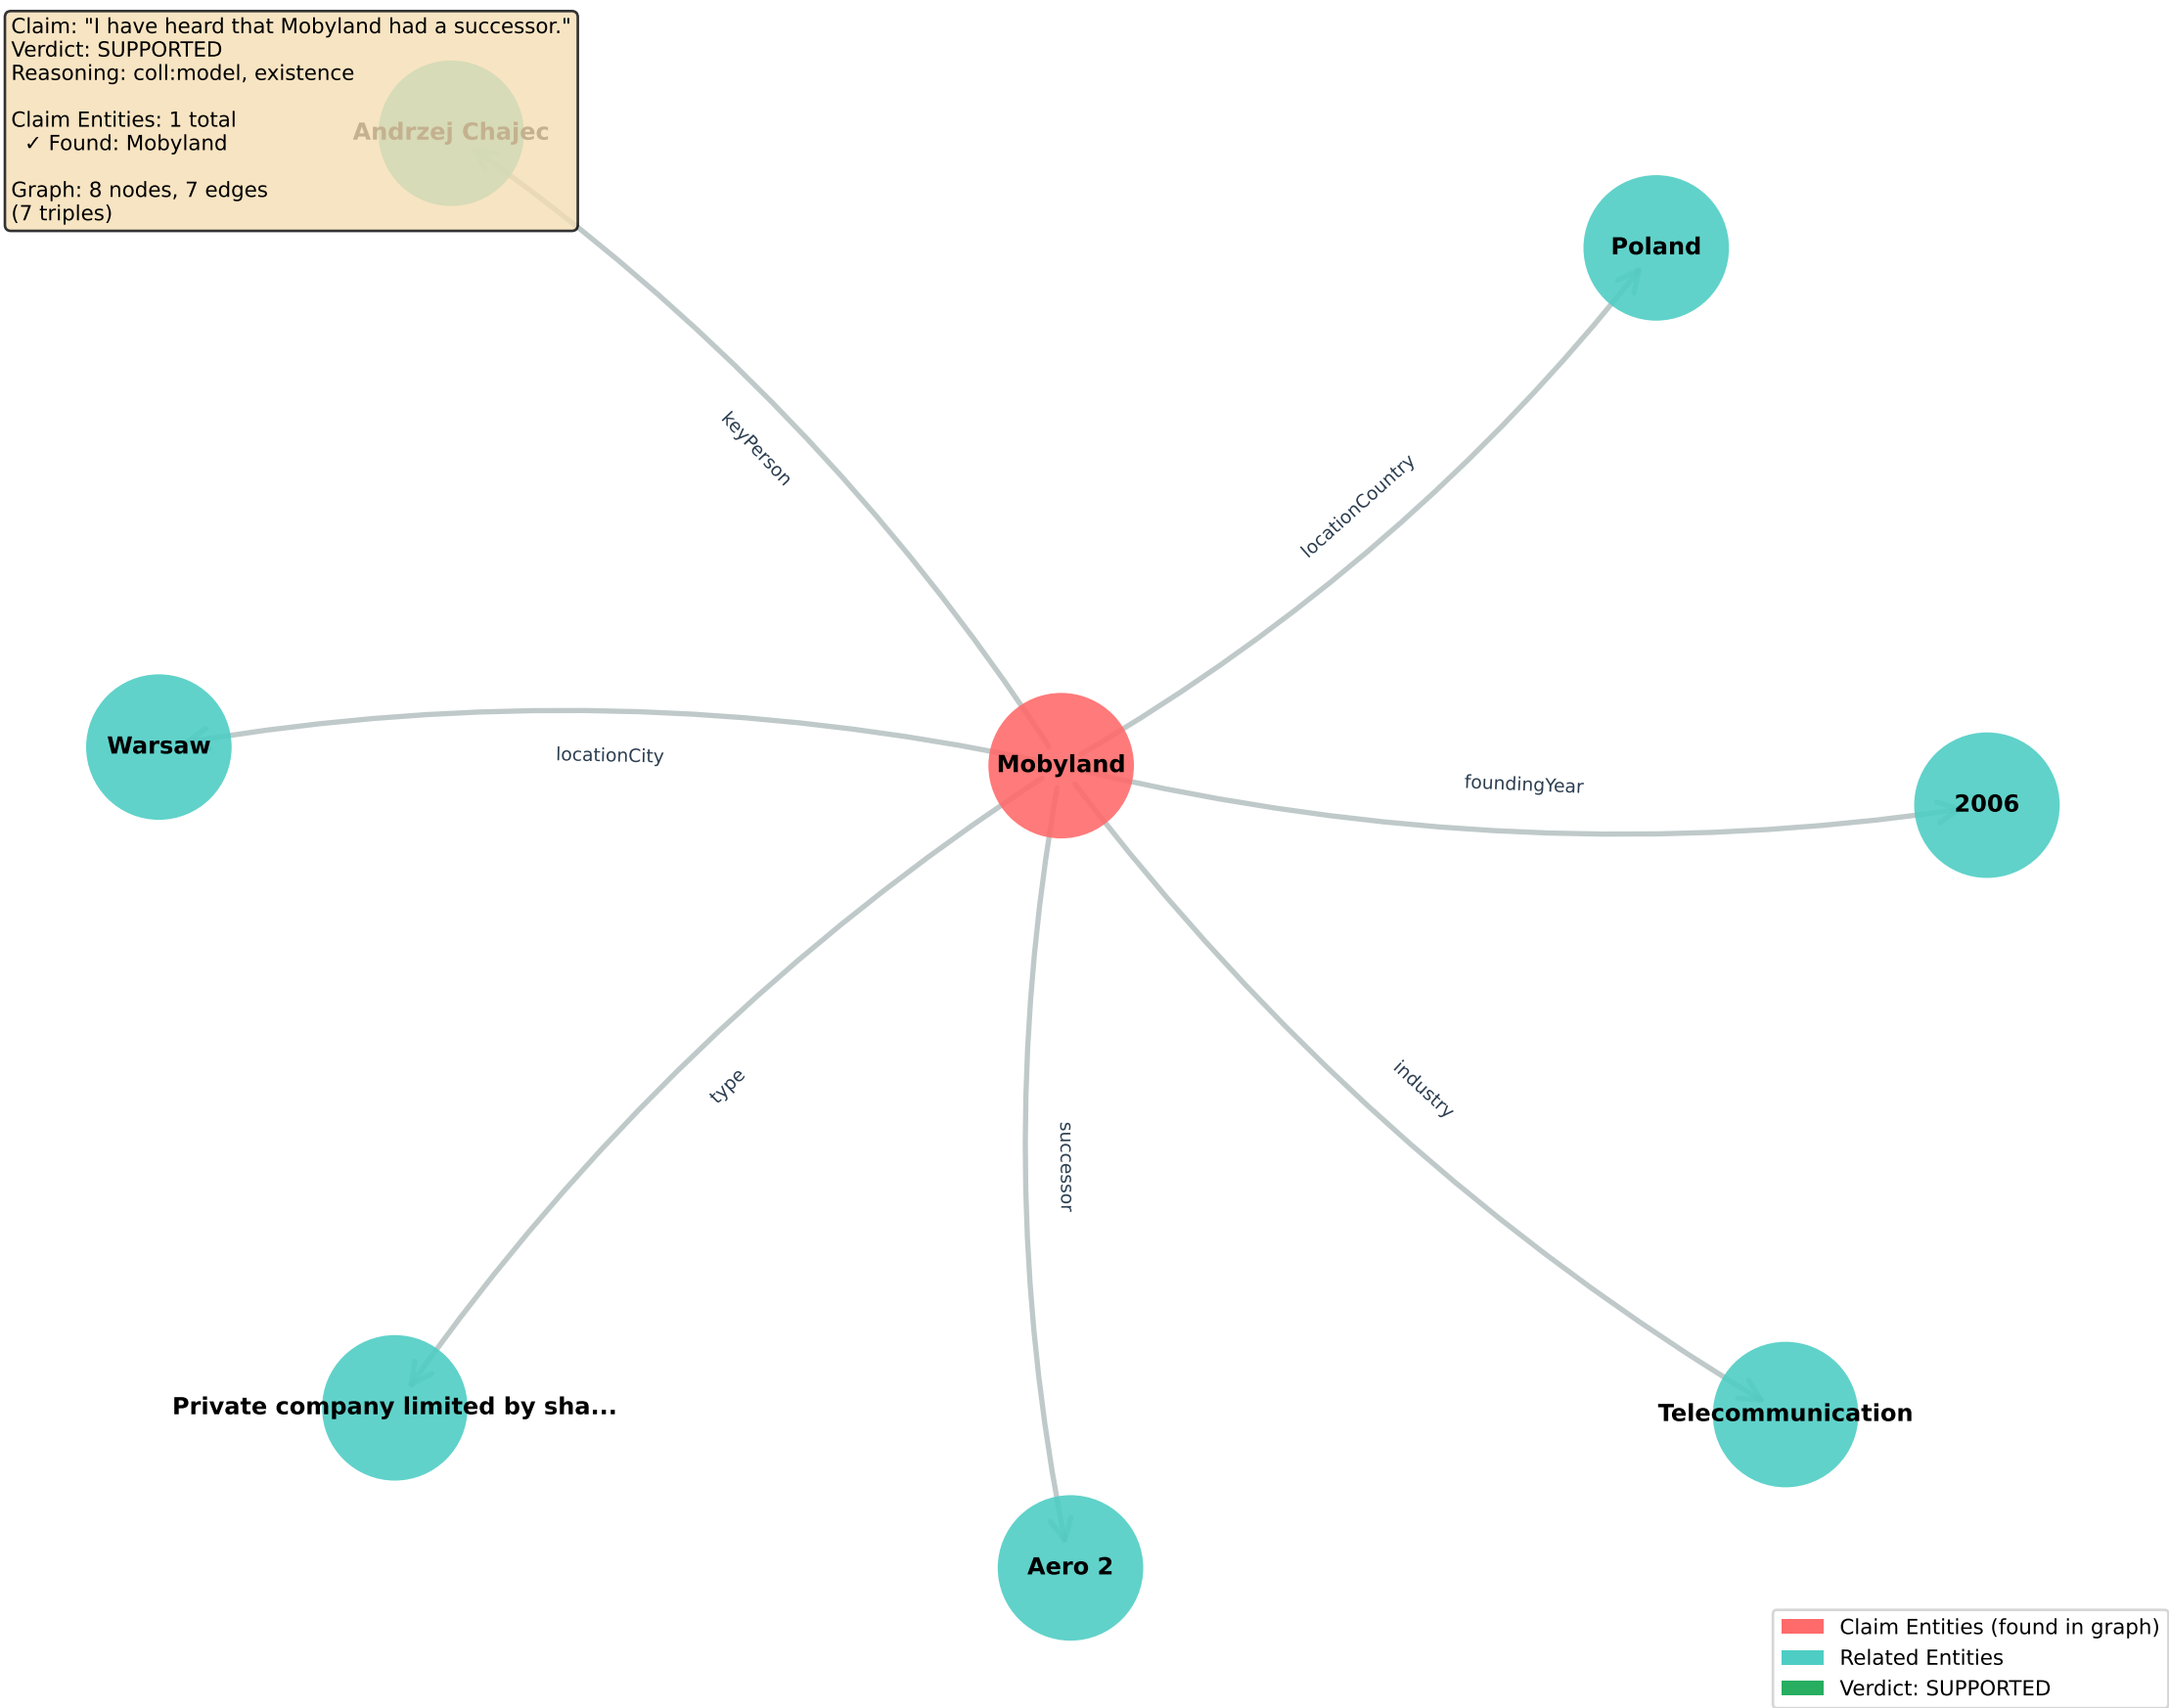 Claim: "I have heard that Mobyland had a successor."
Verdict: SUPPORTED
Reasoning: coll:model, existence
Claim Entities: 1 total
✓ Found: Mobyland
Graph: 8 nodes, 7 edges
(7 triples)
Andrzej Chajec
Poland
keyPerson
locationCountry
Warsaw
locationCity
Mobyland
foundingYear
2006
type
successor
industry
Private company limited by sha...
Telecommunication
Aero 2
Claim Entities (found in graph)
Related Entities
Verdict: SUPPORTED